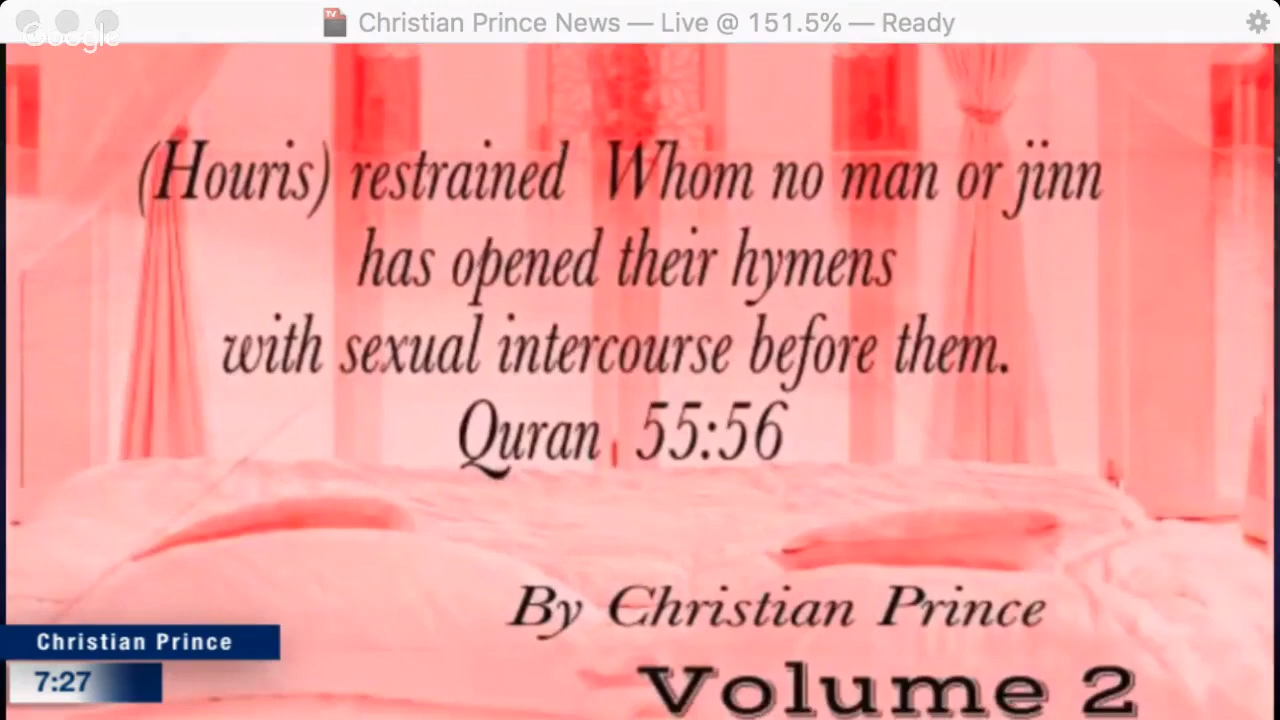 Christian Prince News — Live @ 151.5% — Ready
Google
(Houris) restrained Whom no man or jinn
has opened their hymens
with sexual intercourse before them.
Quran 55:56
By Christian Prince
Volume 2
Christian Prince
7:27